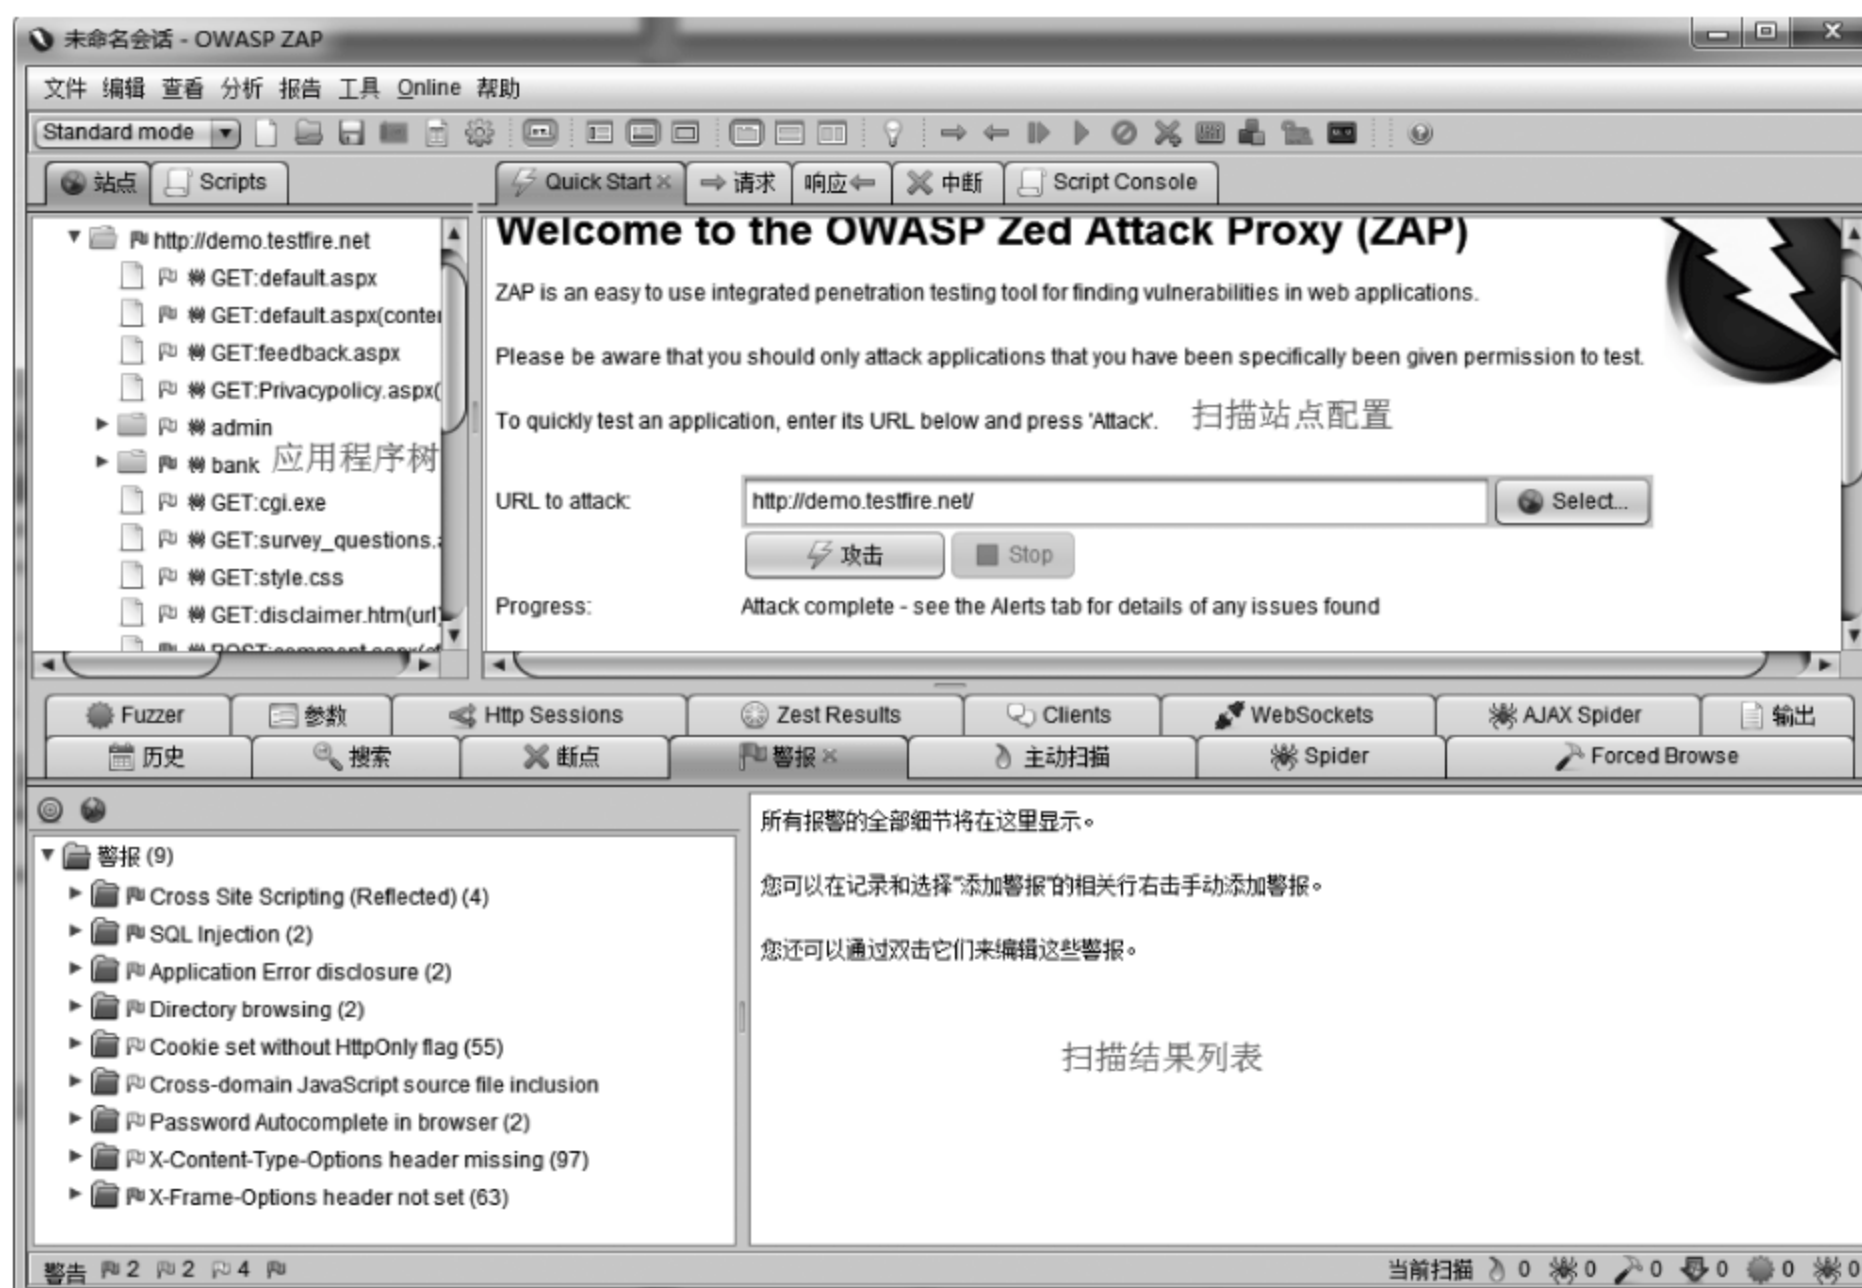 未命名会话 - OWASP ZAP
文件 编辑 查看 分析 报告 工具 Online 帮助
Standard mode
站点 Scripts
Quick Start 请求 响应 中断 Script Console
http://demo.testfire.net
GET:default.aspx
GET:default.aspx(conter
GET:feedback.aspx
GET:Privacypolicy.aspx(
admin
bank 应用程序树
GET:cgi.exe
GET:survey_questions.
GET:style.css
GET:disclaimer.htm(url)
Welcome to the OWASP Zed Attack Proxy (ZAP)
ZAP is an easy to use integrated penetration testing tool for finding vulnerabilities in web applications.
Please be aware that you should only attack applications that you have been specifically been given permission to test.
To quickly test an application, enter its URL below and press 'Attack'. 扫描站点配置
URL to attack: http://demo.testfire.net/ Select...
攻击 Stop
Progress: Attack complete - see the Alerts tab for details of any issues found
Fuzzer 参数 Http Sessions Zest Results Clients WebSockets AJAX Spider 输出
历史 搜索 断点 警报 主动扫描 Spider Forced Browse
警报 (9)
Cross Site Scripting (Reflected) (4)
SQL Injection (2)
Application Error disclosure (2)
Directory browsing (2)
Cookie set without HttpOnly flag (55)
Cross-domain JavaScript source file inclusion
Password Autocomplete in browser (2)
X-Content-Type-Options header missing (97)
X-Frame-Options header not set (63)
所有报警的全部细节将在这里显示。
您可以在记录和选择"添加警报"的相关行右击手动添加警报。
您还可以通过双击它们来编辑这些警报。
扫描结果列表
警告 2 2 4
当前扫描 0 0 0 0 0 0